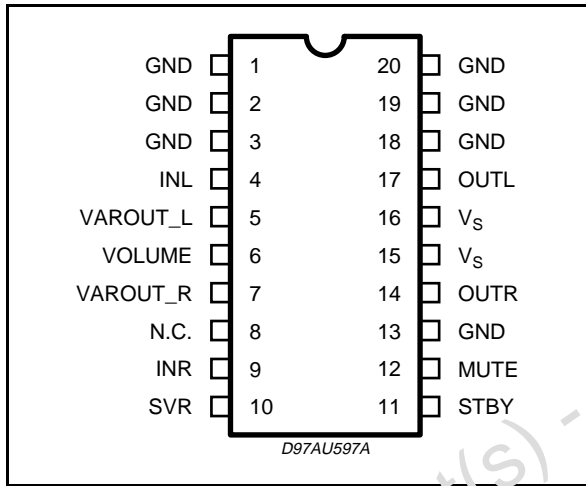 GND 1 20 GND
GND 2 19 GND
GND 3 18 GND
INL 4 17 OUTL
VAROUT_L 5 16 VS
VOLUME 6 15 VS
VAROUT_R 7 14 OUTR
N.C. 8 13 GND
INR 9 12 MUTE
SVR 10 11 STBY
D97AU597A
t(s) -